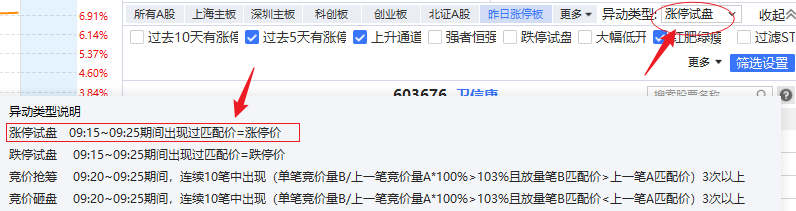 6.91% 所有A股 上海主板 深圳主板 科创板 创业板 北证A股 昨日涨停板 更多 异动类型: 涨停试盘 收起
6.14% 过去10天有涨停 过去5天有涨停 上升通道 强者恒强 跌停试盘 大幅低开 红肥绿瘦 过滤ST
5.37%
4.60% 更多 筛选设置
3.84% 603676 卫信康 搜索股票名称
异动类型说明
涨停试盘 09:15~09:25期间出现过匹配价=涨停价
跌停试盘 09:15~09:25期间出现过匹配价=跌停价
竞价抢筹 09:20~09:25期间，连续10笔中出现（单笔竞价量B/上一笔竞价量A*100%>103%且放量笔B匹配价>上一笔A匹配价）3次以上
竞价砸盘 09:20~09:25期间，连续10笔中出现（单笔竞价量B/上一笔竞价量A*100%>103%且放量笔B匹配价<上一笔A匹配价）3次以上